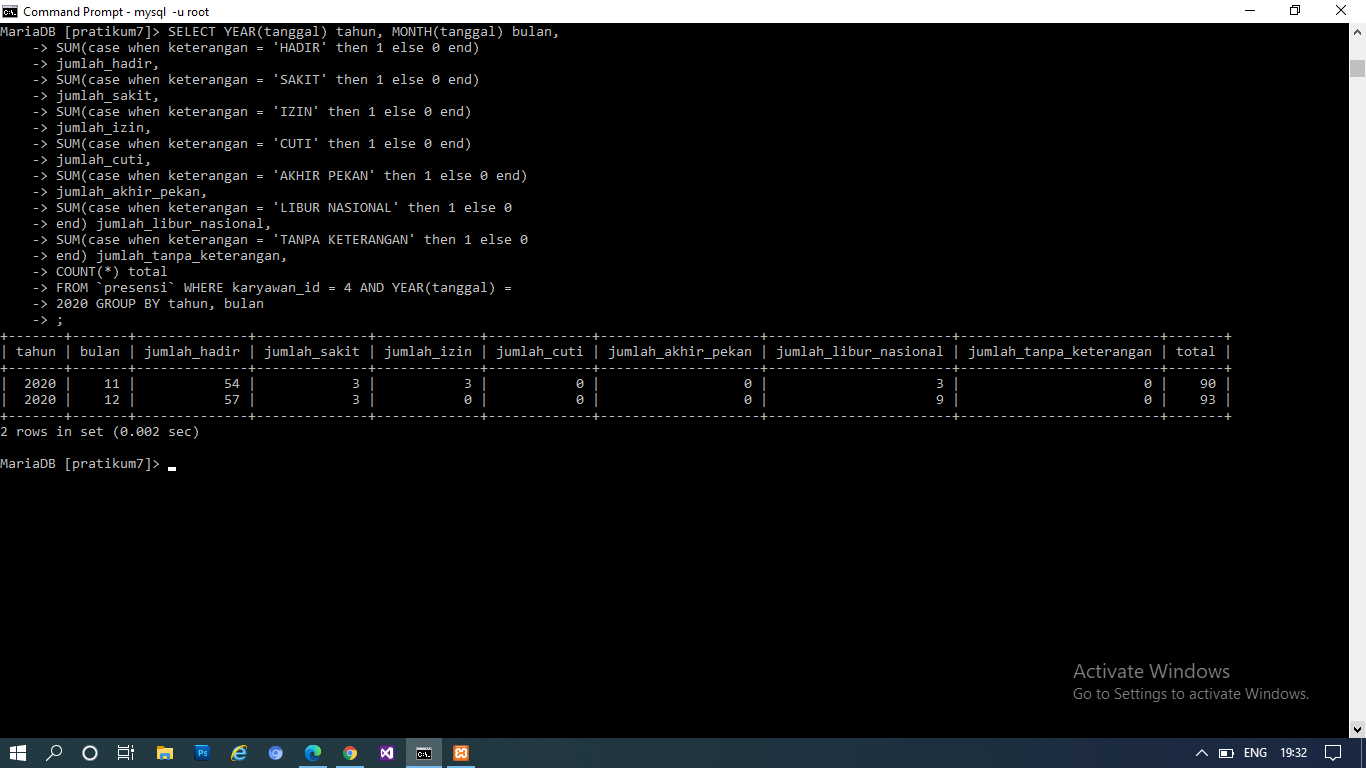 Command Prompt - mysql -u root
MariaDB [pratikum7]> SELECT YEAR(tanggal) tahun, MONTH(tanggal) bulan,
    -> SUM(case when keterangan = 'HADIR' then 1 else 0 end)
    -> jumlah_hadir,
    -> SUM(case when keterangan = 'SAKIT' then 1 else 0 end)
    -> jumlah_sakit,
    -> SUM(case when keterangan = 'IZIN' then 1 else 0 end)
    -> jumlah_izin,
    -> SUM(case when keterangan = 'CUTI' then 1 else 0 end)
    -> jumlah_cuti,
    -> SUM(case when keterangan = 'AKHIR PEKAN' then 1 else 0 end)
    -> jumlah_akhir_pekan,
    -> SUM(case when keterangan = 'LIBUR NASIONAL' then 1 else 0
    -> end) jumlah_libur_nasional,
    -> SUM(case when keterangan = 'TANPA KETERANGAN' then 1 else 0
    -> end) jumlah_tanpa_keterangan,
    -> COUNT(*) total
    -> FROM `presensi` WHERE karyawan_id = 4 AND YEAR(tanggal) =
    -> 2020 GROUP BY tahun, bulan
    -> ;
+-------+-------+--------------+--------------+-------------+-------------+--------------------+-----------------------+-------------------------+-------+
| tahun | bulan | jumlah_hadir | jumlah_sakit | jumlah_izin | jumlah_cuti | jumlah_akhir_pekan | jumlah_libur_nasional | jumlah_tanpa_keterangan | total |
+-------+-------+--------------+--------------+-------------+-------------+--------------------+-----------------------+-------------------------+-------+
|  2020 |    11 |           54 |            3 |           3 |           0 |                  0 |                     3 |                       0 |    90 |
|  2020 |    12 |           57 |            3 |           0 |           0 |                  0 |                     9 |                       0 |    93 |
+-------+-------+--------------+--------------+-------------+-------------+--------------------+-----------------------+-------------------------+-------+
2 rows in set (0.002 sec)
MariaDB [pratikum7]>
Activate Windows
Go to Settings to activate Windows.
Ps
ENG 19:32